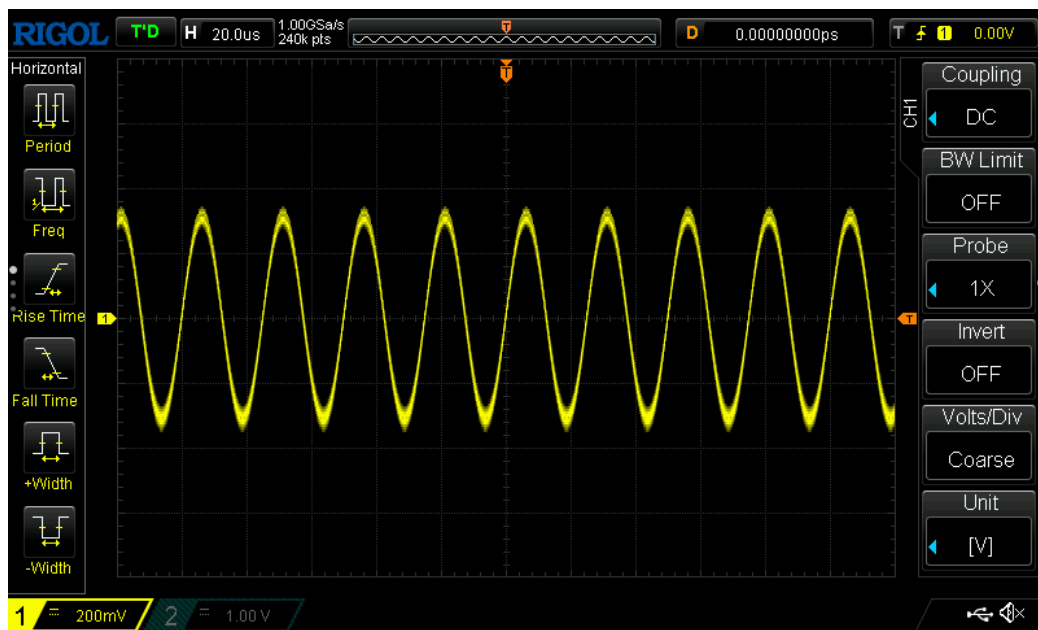 RIGOL T'D H 20.0us 1.00GSa/s
240k pts
T
D 0.00000000ps T 1 0.00V
Horizontal
Period
Freq
Rise Time
Fall Time
+Width
-Width
T
1
T
CH1
Coupling
DC
BW Limit
OFF
Probe
1X
Invert
OFF
Volts/Div
Coarse
Unit
[V]
1 = 200mV 2 = 1.00 V